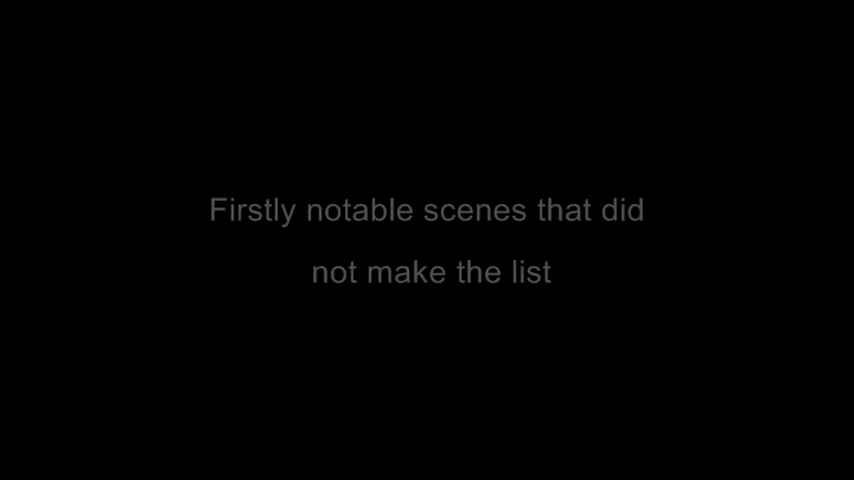 Firstly notable scenes that did
not make the list